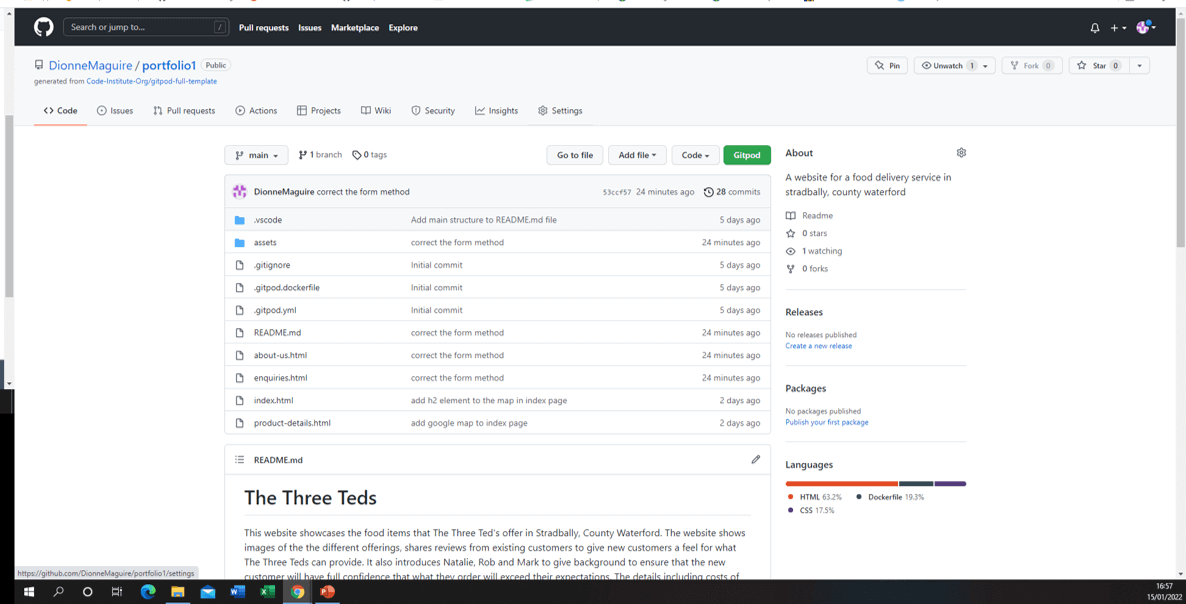 Search or jump to... /
Pull requests Issues Marketplace Explore
DionneMaguire / portfolio1 Public
generated from Code-Institute-Org/gitpod-full-template
Pin Unwatch 1 Fork 0 Star 0
Code Issues Pull requests Actions Projects Wiki Security Insights Settings
main 1 branch 0 tags Go to file Add file Code Gitpod
DionneMaguire correct the form method 53ccf57 24 minutes ago 28 commits
.vscode Add main structure to README.md file 5 days ago
assets correct the form method 24 minutes ago
.gitignore Initial commit 5 days ago
.gitpod.dockerfile Initial commit 5 days ago
.gitpod.yml Initial commit 5 days ago
README.md correct the form method 24 minutes ago
about-us.html correct the form method 24 minutes ago
enquiries.html correct the form method 24 minutes ago
index.html add h2 element to the map in index page 2 days ago
product-details.html add google map to index page 2 days ago
README.md
The Three Teds
This website showcases the food items that The Three Ted's offer in Stradbally, County Waterford. The website shows
images of the the different offerings, shares reviews from existing customers to give new customers a feel for what
The Three Teds can provide. It also introduces Natalie, Rob and Mark to give background to ensure that the new
customer will have full confidence that what they order will exceed their expectations. The details including costs of
About
A website for a food delivery service in
stradbally, county waterford
Readme
0 stars
1 watching
0 forks
Releases
No releases published
Create a new release
Packages
No packages published
Publish your first package
Languages
HTML 63.2% Dockerfile 19.3%
CSS 17.5%
https://github.com/DionneMaguire/portfolio1/settings
16:57
15/01/2022